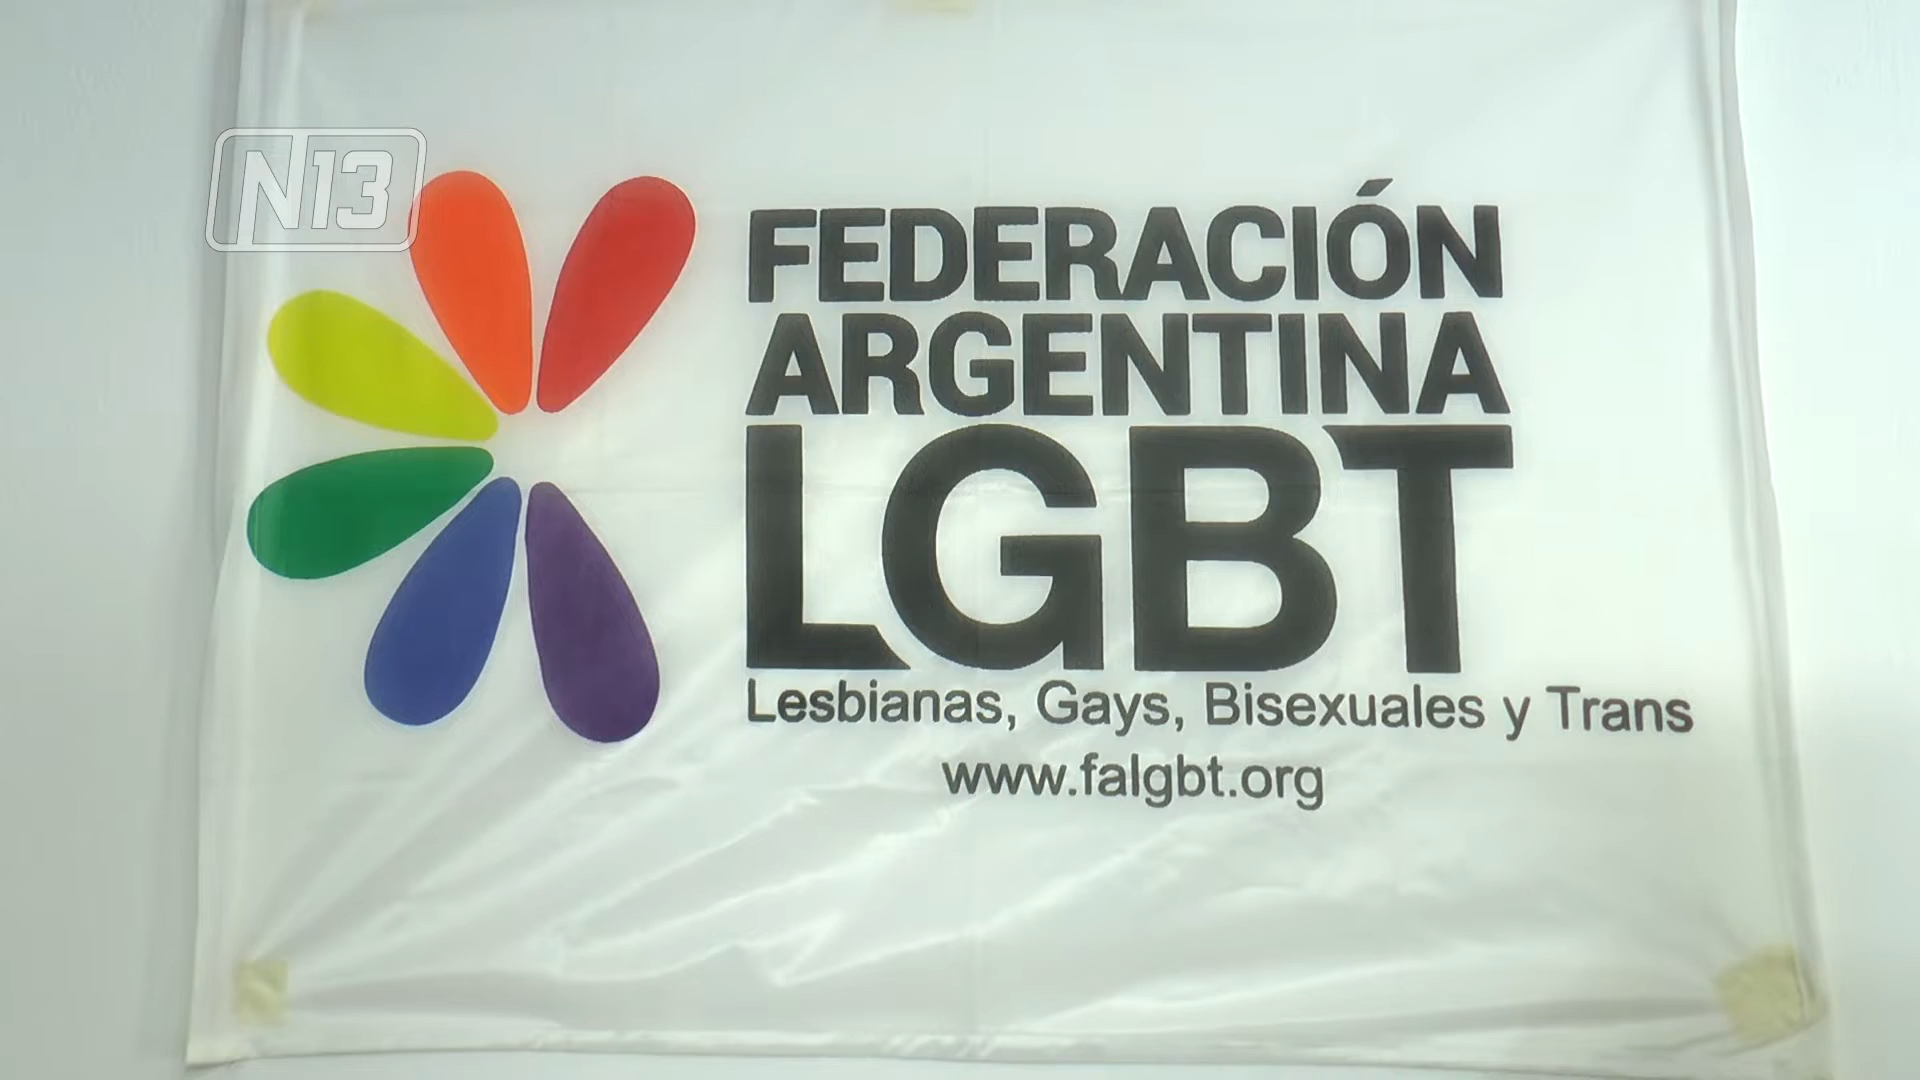 N13
FEDERACIÓN
ARGENTINA
LGBT
Lesbianas, Gays, Bisexuales y Trans
www.falgbt.org